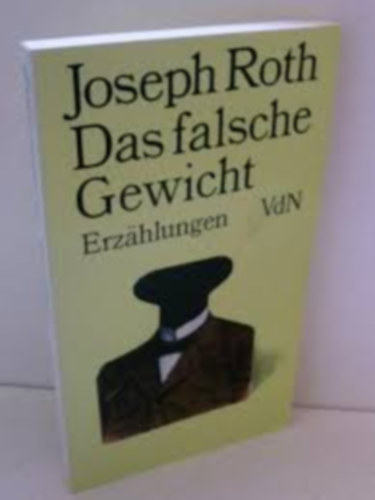 Joseph Roth
Das falsche
Gewicht
Erzählungen VdN